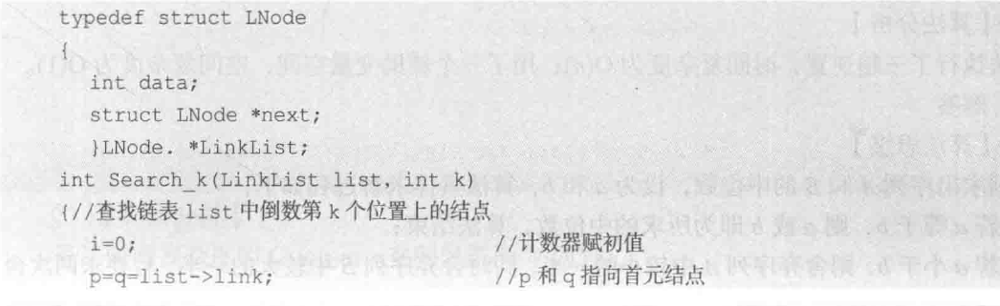 typedef struct LNode
{
int data;
struct LNode *next;
}LNode. *LinkList;
int Search_k(LinkList list,int k)
{//查找链表 list 中倒数第 k 个位置上的结点
i=0; //计数器赋初值
p=q=list->link; //p 和 q 指向首元结点